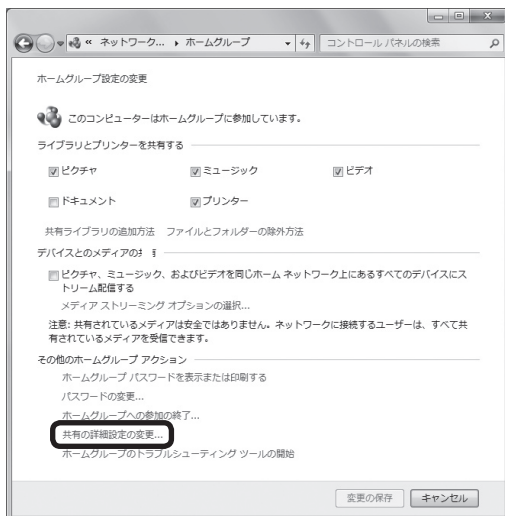 « ネットワーク... ▸ ホームグループ
コントロール パネルの検索
ホームグループ設定の変更
このコンピューターはホームグループに参加しています。
ライブラリとプリンターを共有する
ピクチャ ミュージック ビデオ
ドキュメント プリンター
共有ライブラリの追加方法 ファイルとフォルダーの除外方法
デバイスとのメディアの
ピクチャ、ミュージック、およびビデオを同じホーム ネットワーク上にあるすべてのデバイスにス
トリーム配信する
メディア ストリーミング オプションの選択...
注意: 共有されているメディアは安全ではありません。ネットワークに接続するユーザーは、すべて共
有されているメディアを受信できます。
その他のホームグループ アクション
ホームグループ パスワードを表示または印刷する
パスワードの変更...
ホームグループへの参加の終了...
共有の詳細設定の変更...
ホームグループのトラブルシューティング ツールの開始
変更の保存 キャンセル